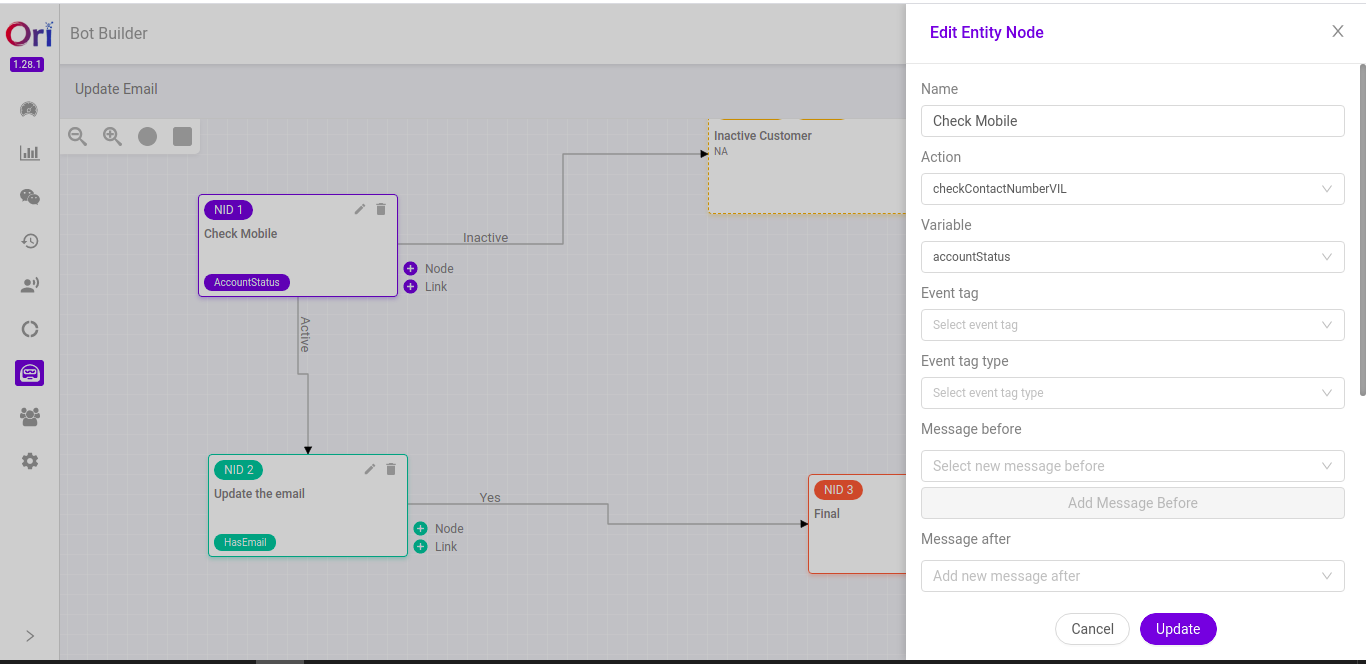 Ori
1.28.1
Bot Builder
Update Email
Inactive Customer
NA
NID 1
Check Mobile
AccountStatus
Inactive
Node
Link
Active
NID 2
Update the email
HasEmail
Yes
Node
Link
NID 3
Final
Edit Entity Node
Name
Check Mobile
Action
checkContactNumberVIL
Variable
accountStatus
Event tag
Select event tag
Event tag type
Select event tag type
Message before
Select new message before
Add Message Before
Message after
Add new message after
Cancel
Update